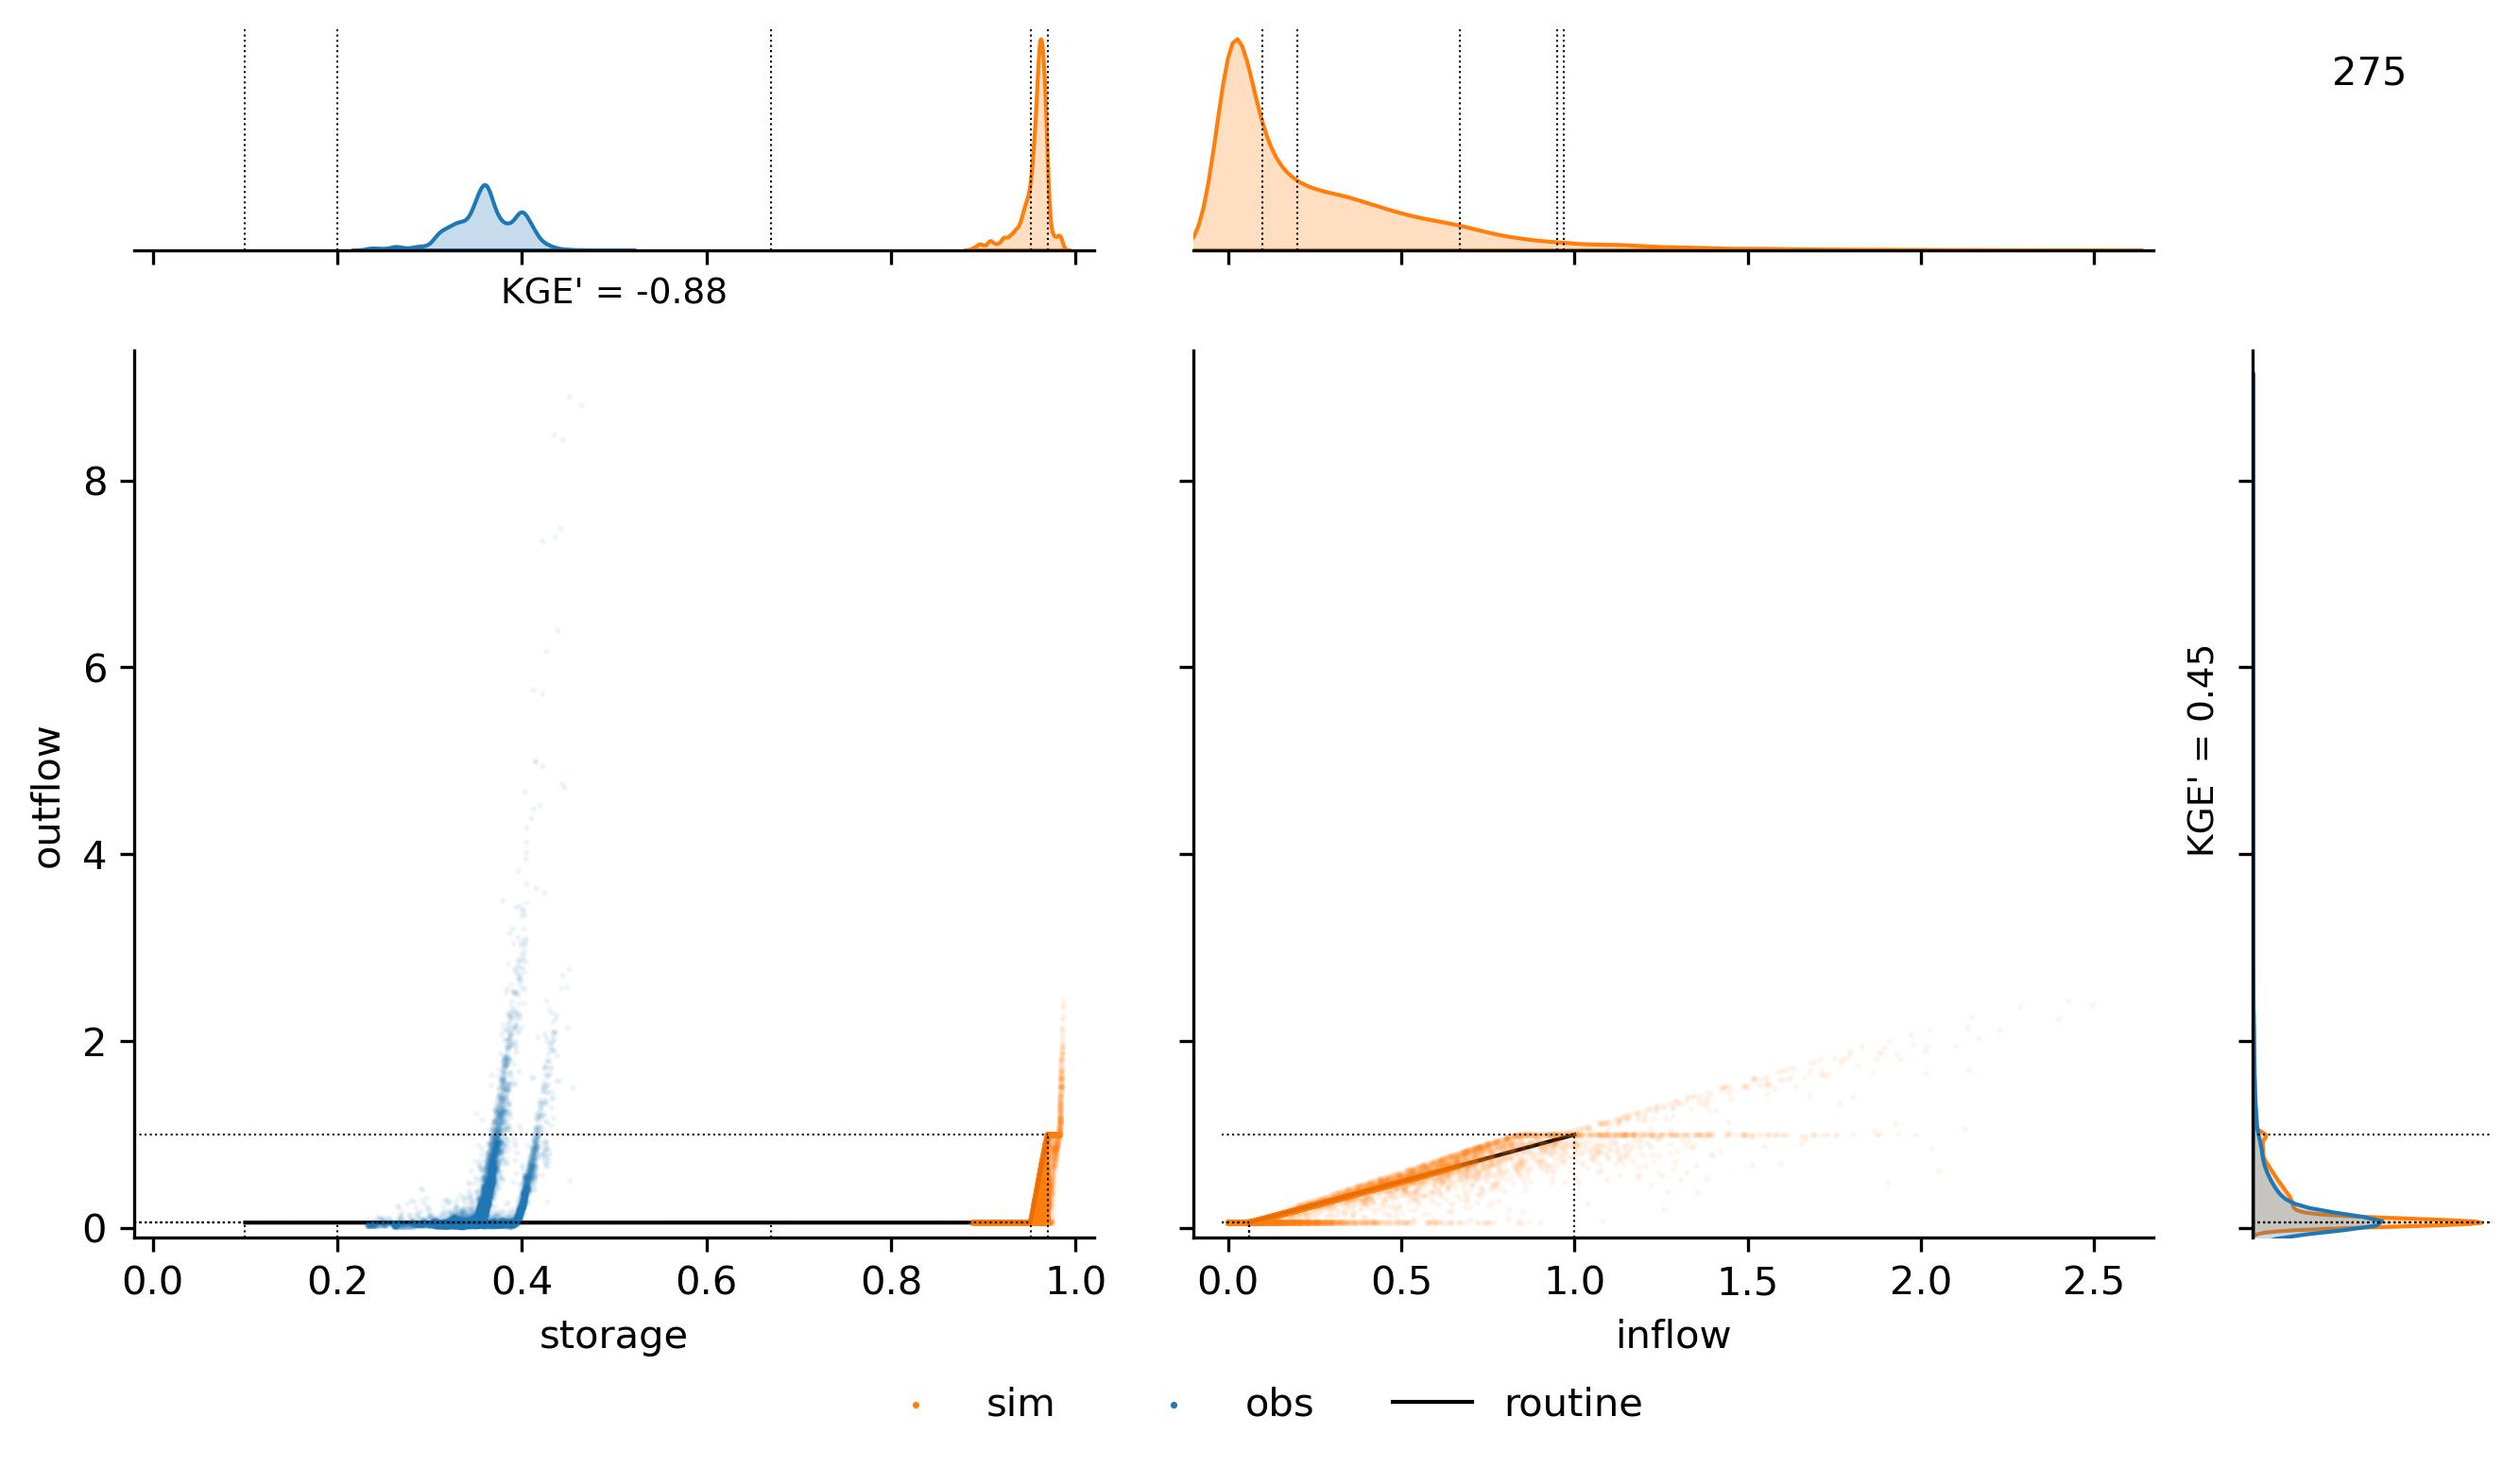 275
KGE' = -0.88
KGE' = 0.45
outflow
8
6
4
2
0
0.0 0.2 0.4 0.6 0.8 1.0
0.0 0.5 1.0 1.5 2.0 2.5
storage
inflow
sim obs routine